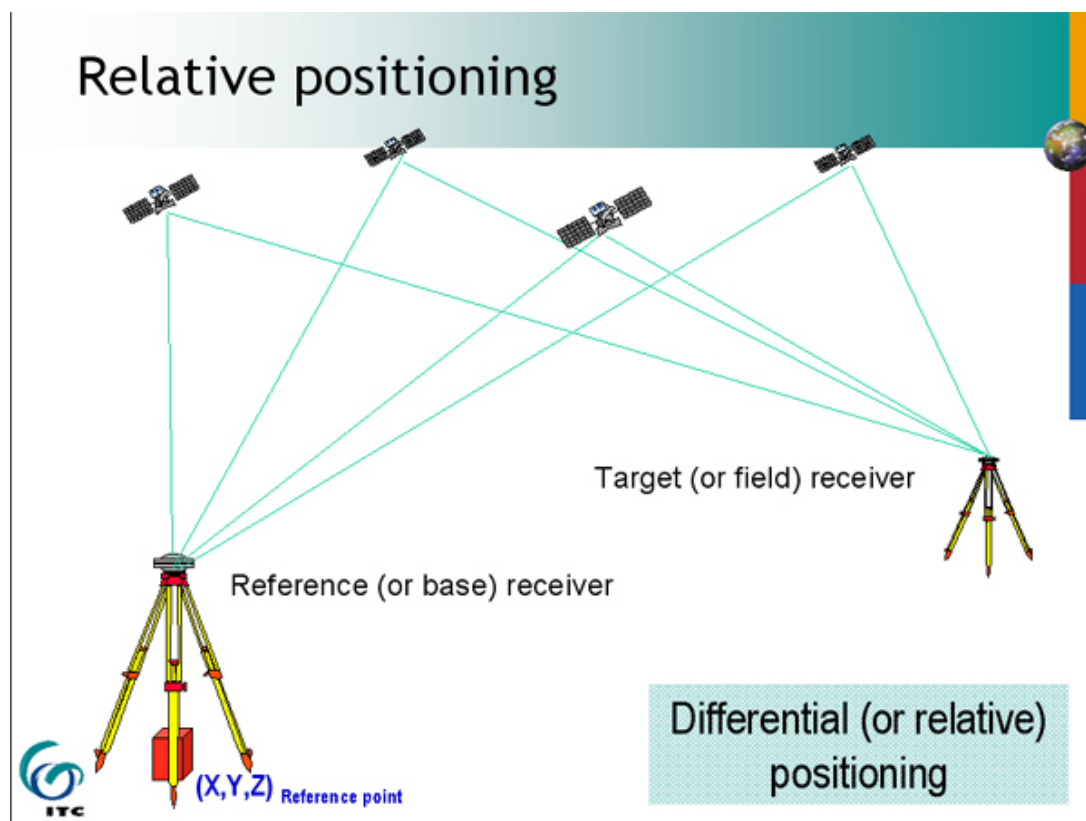 Relative positioning
Target (or field) receiver
Reference (or base) receiver
Differential (or relative)
positioning
(X,Y,Z) Reference point
ITC